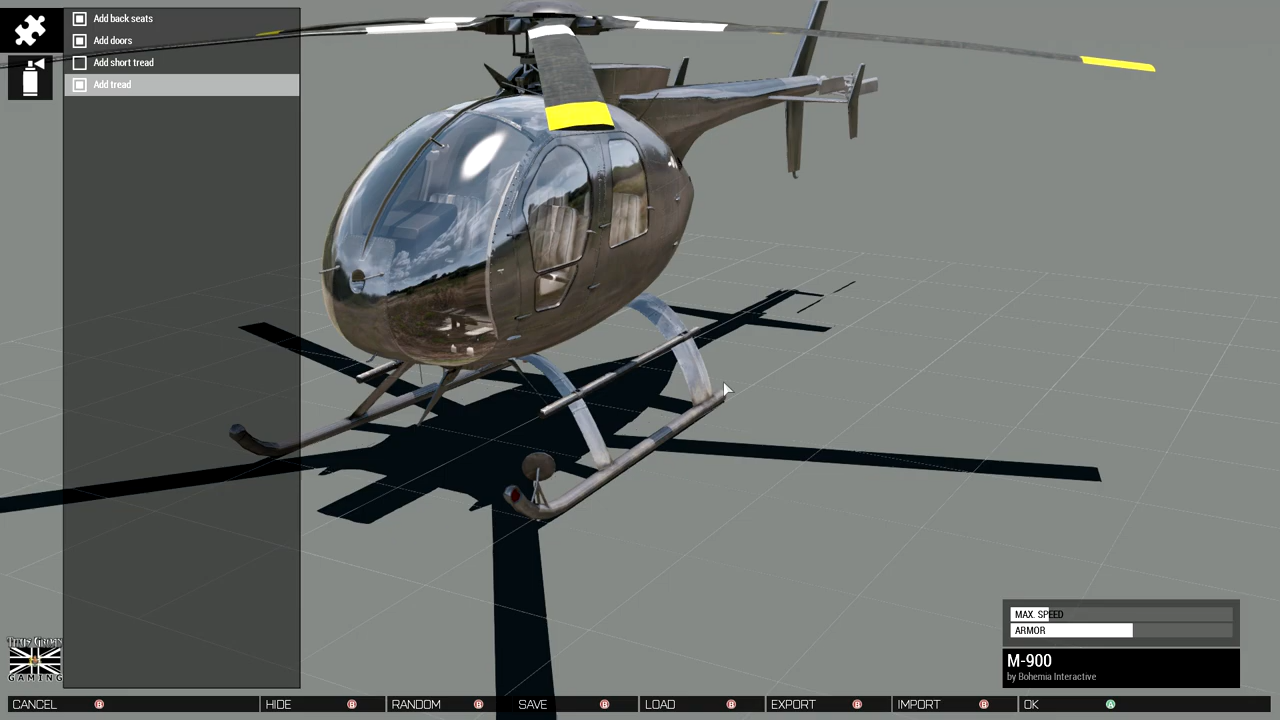 Add back seats
Add doors
Add short tread
Add tread
MAX. SPEED
ARMOR
M-900
by Bohemia Interactive
GAMING
CANCEL B HIDE B RANDOM B SAVE B LOAD B EXPORT B IMPORT B OK A